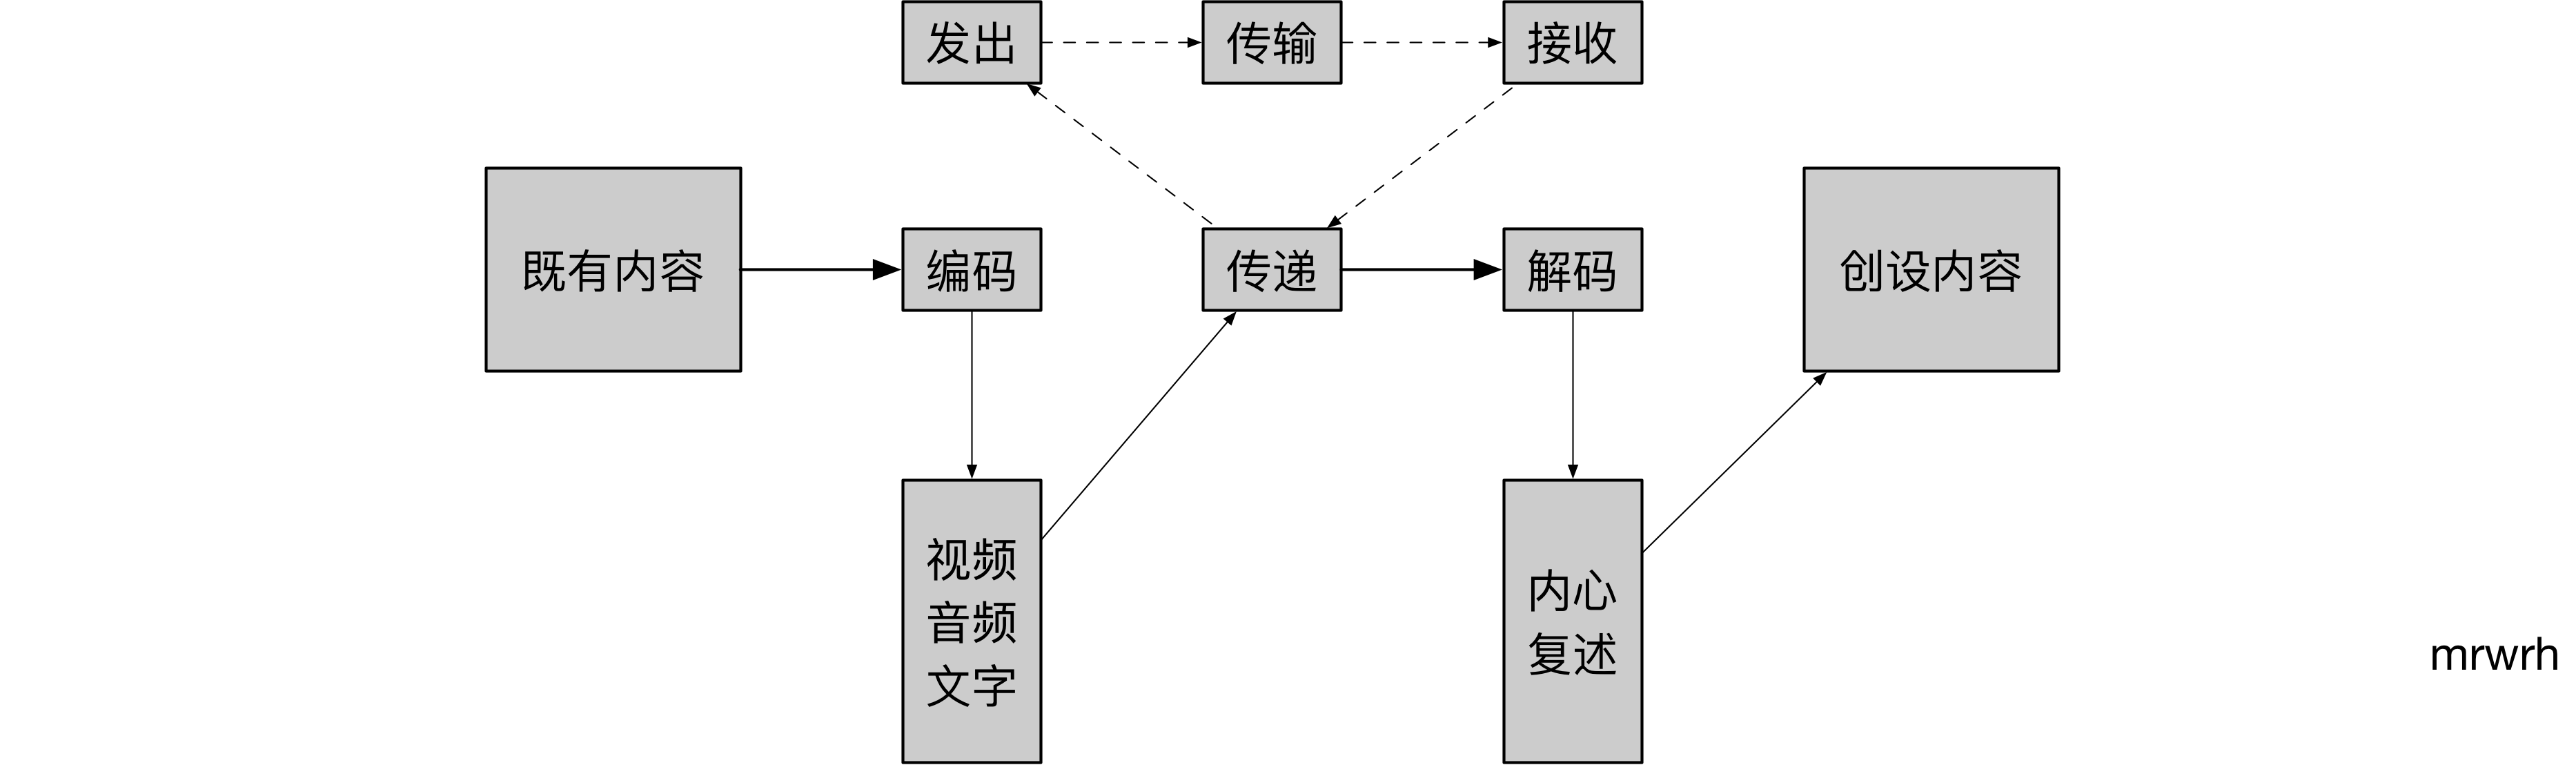 发出
传输
接收
既有内容
编码
传递
解码
创设内容
视频
音频
文字
内心
复述
mrwrh